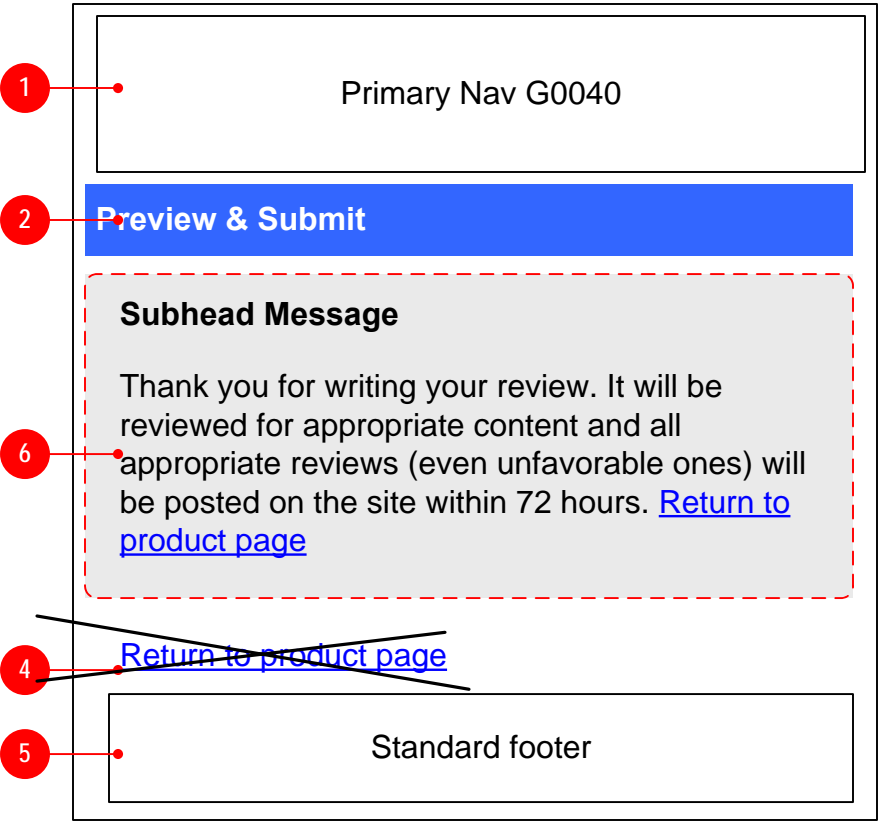 1
Primary Nav G0040
2
Preview & Submit
Subhead Message
Thank you for writing your review. It will be
reviewed for appropriate content and all
6
appropriate reviews (even unfavorable ones) will
be posted on the site within 72 hours. Return to
product page
4
Return to product page
5
Standard footer